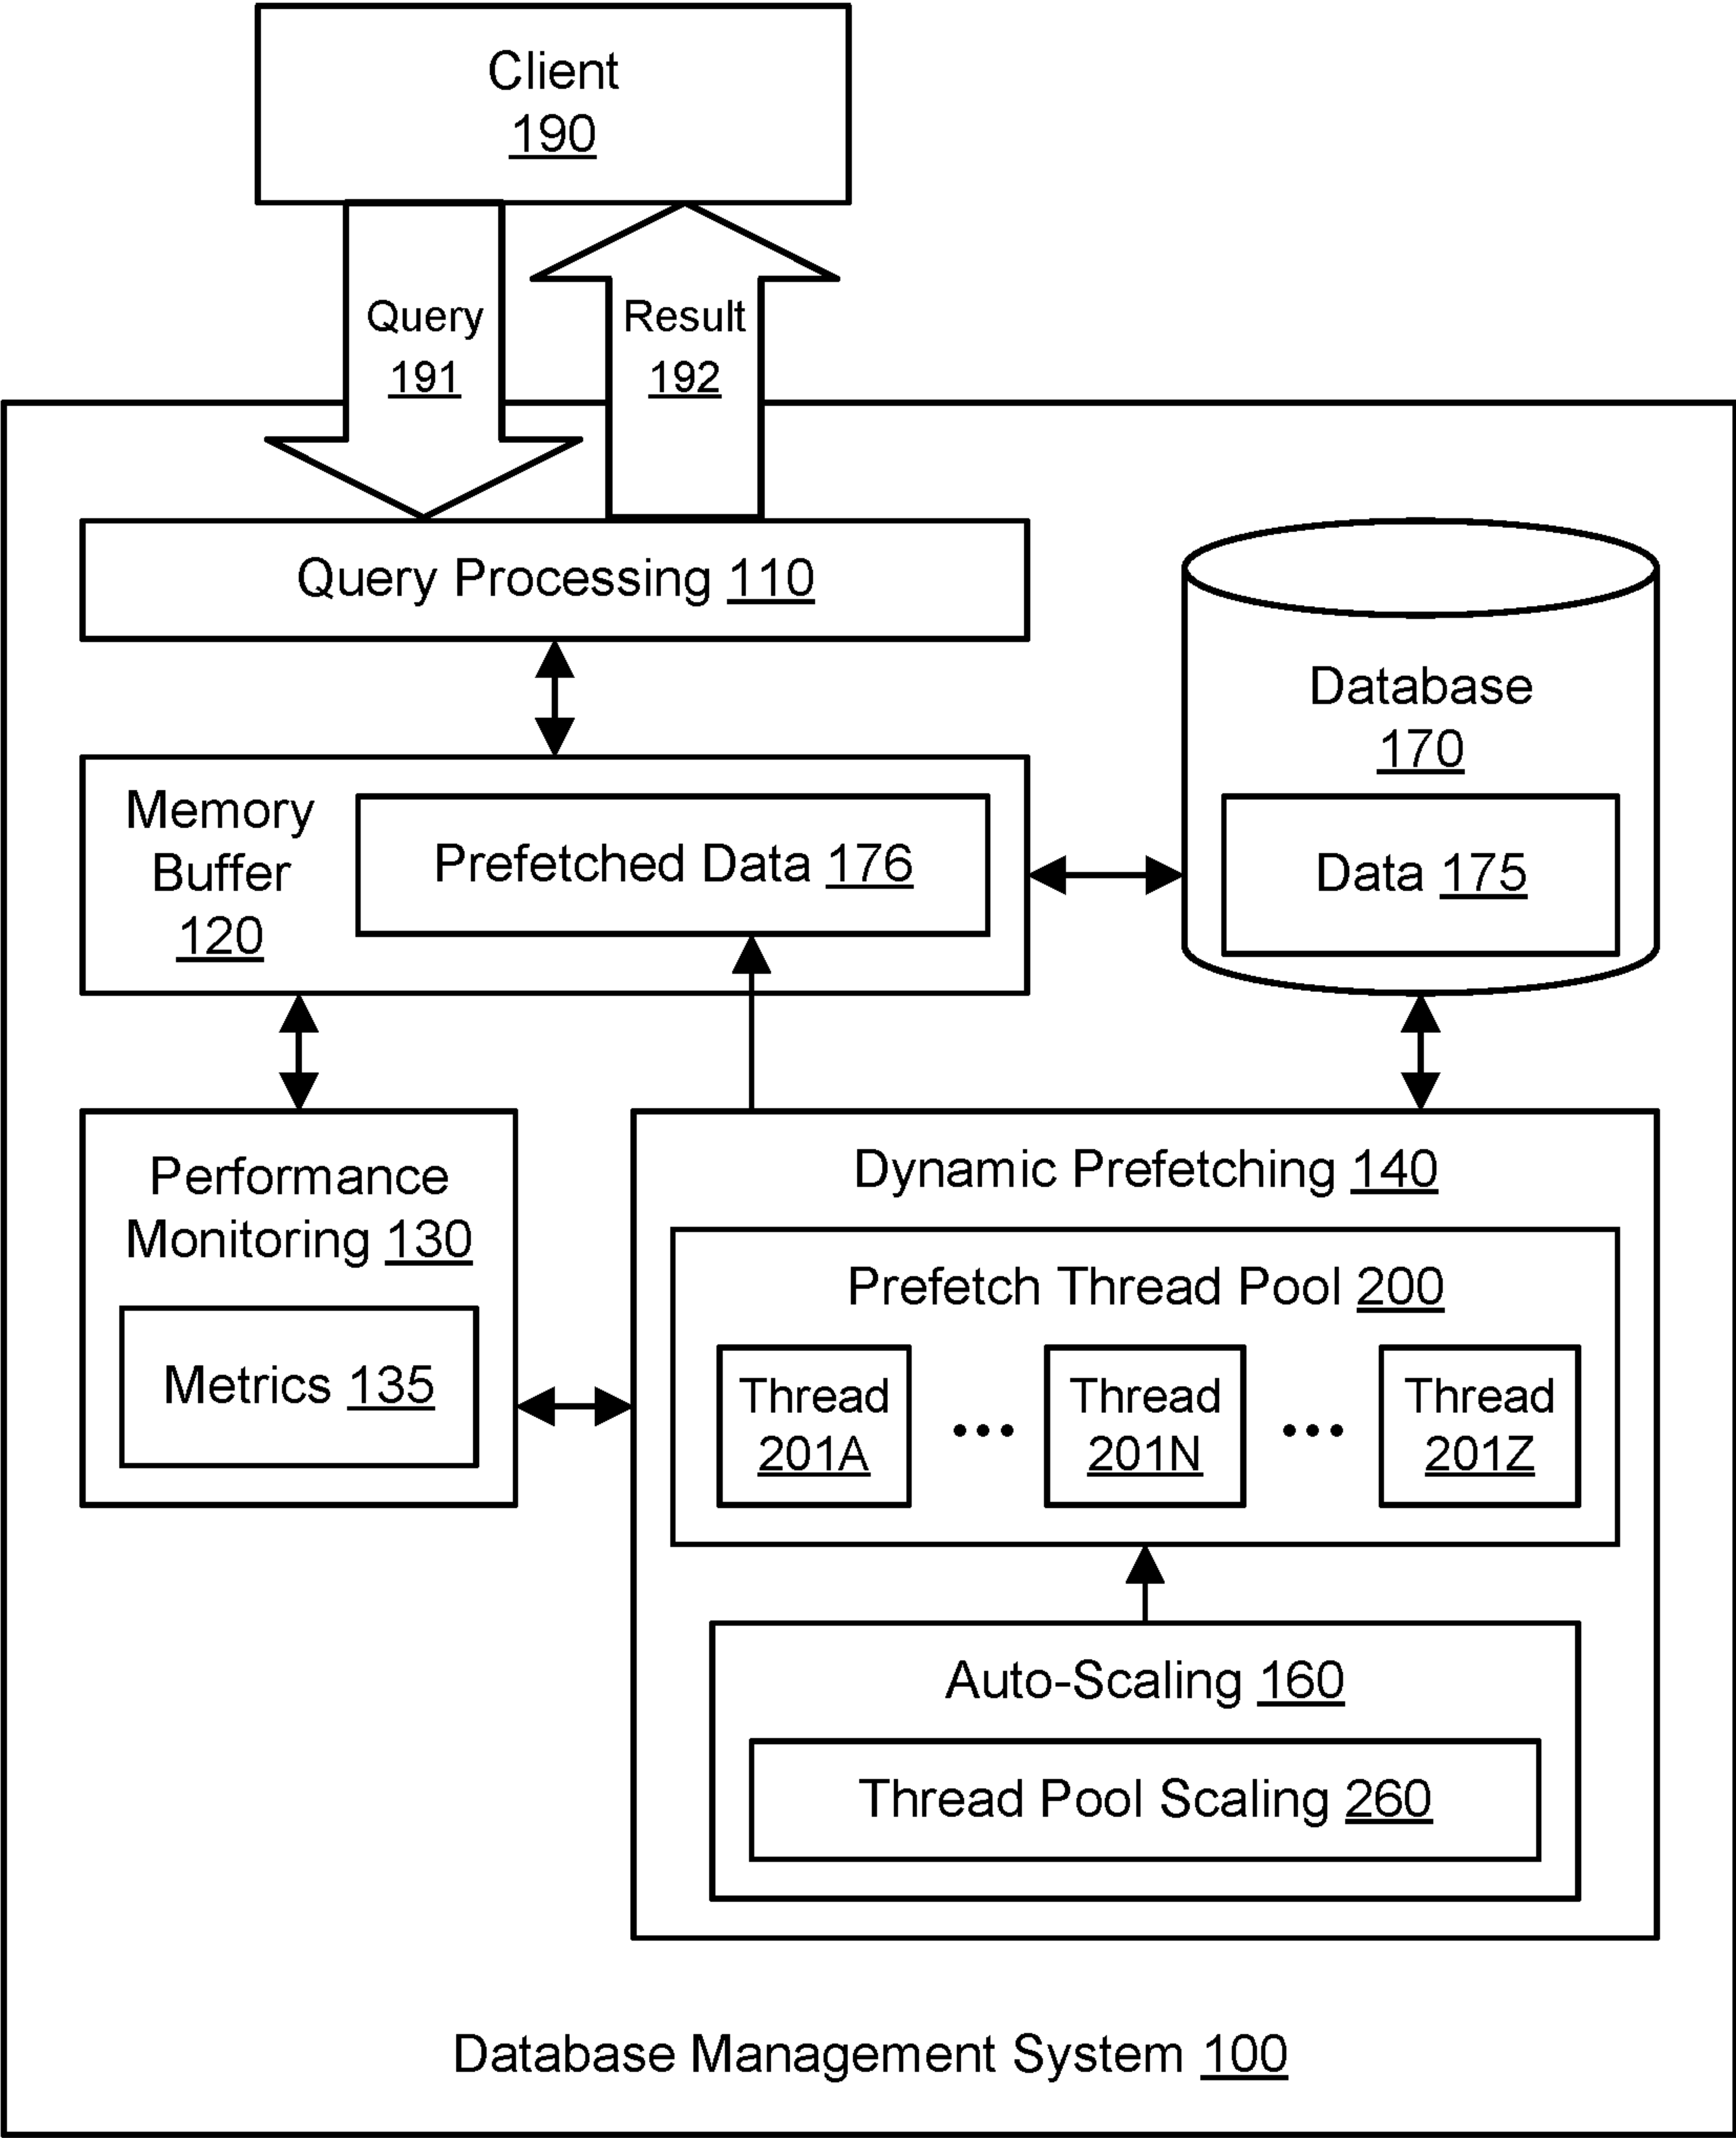 Client
190
Query
191
Result
192
Query Processing 110
Database
170
Data 175
Memory
Buffer
120
Prefetched Data 176
Performance
Monitoring 130
Metrics 135
Dynamic Prefetching 140
Prefetch Thread Pool 200
Thread
201A
•••
Thread
201N
•••
Thread
201Z
Auto-Scaling 160
Thread Pool Scaling 260
Database Management System 100